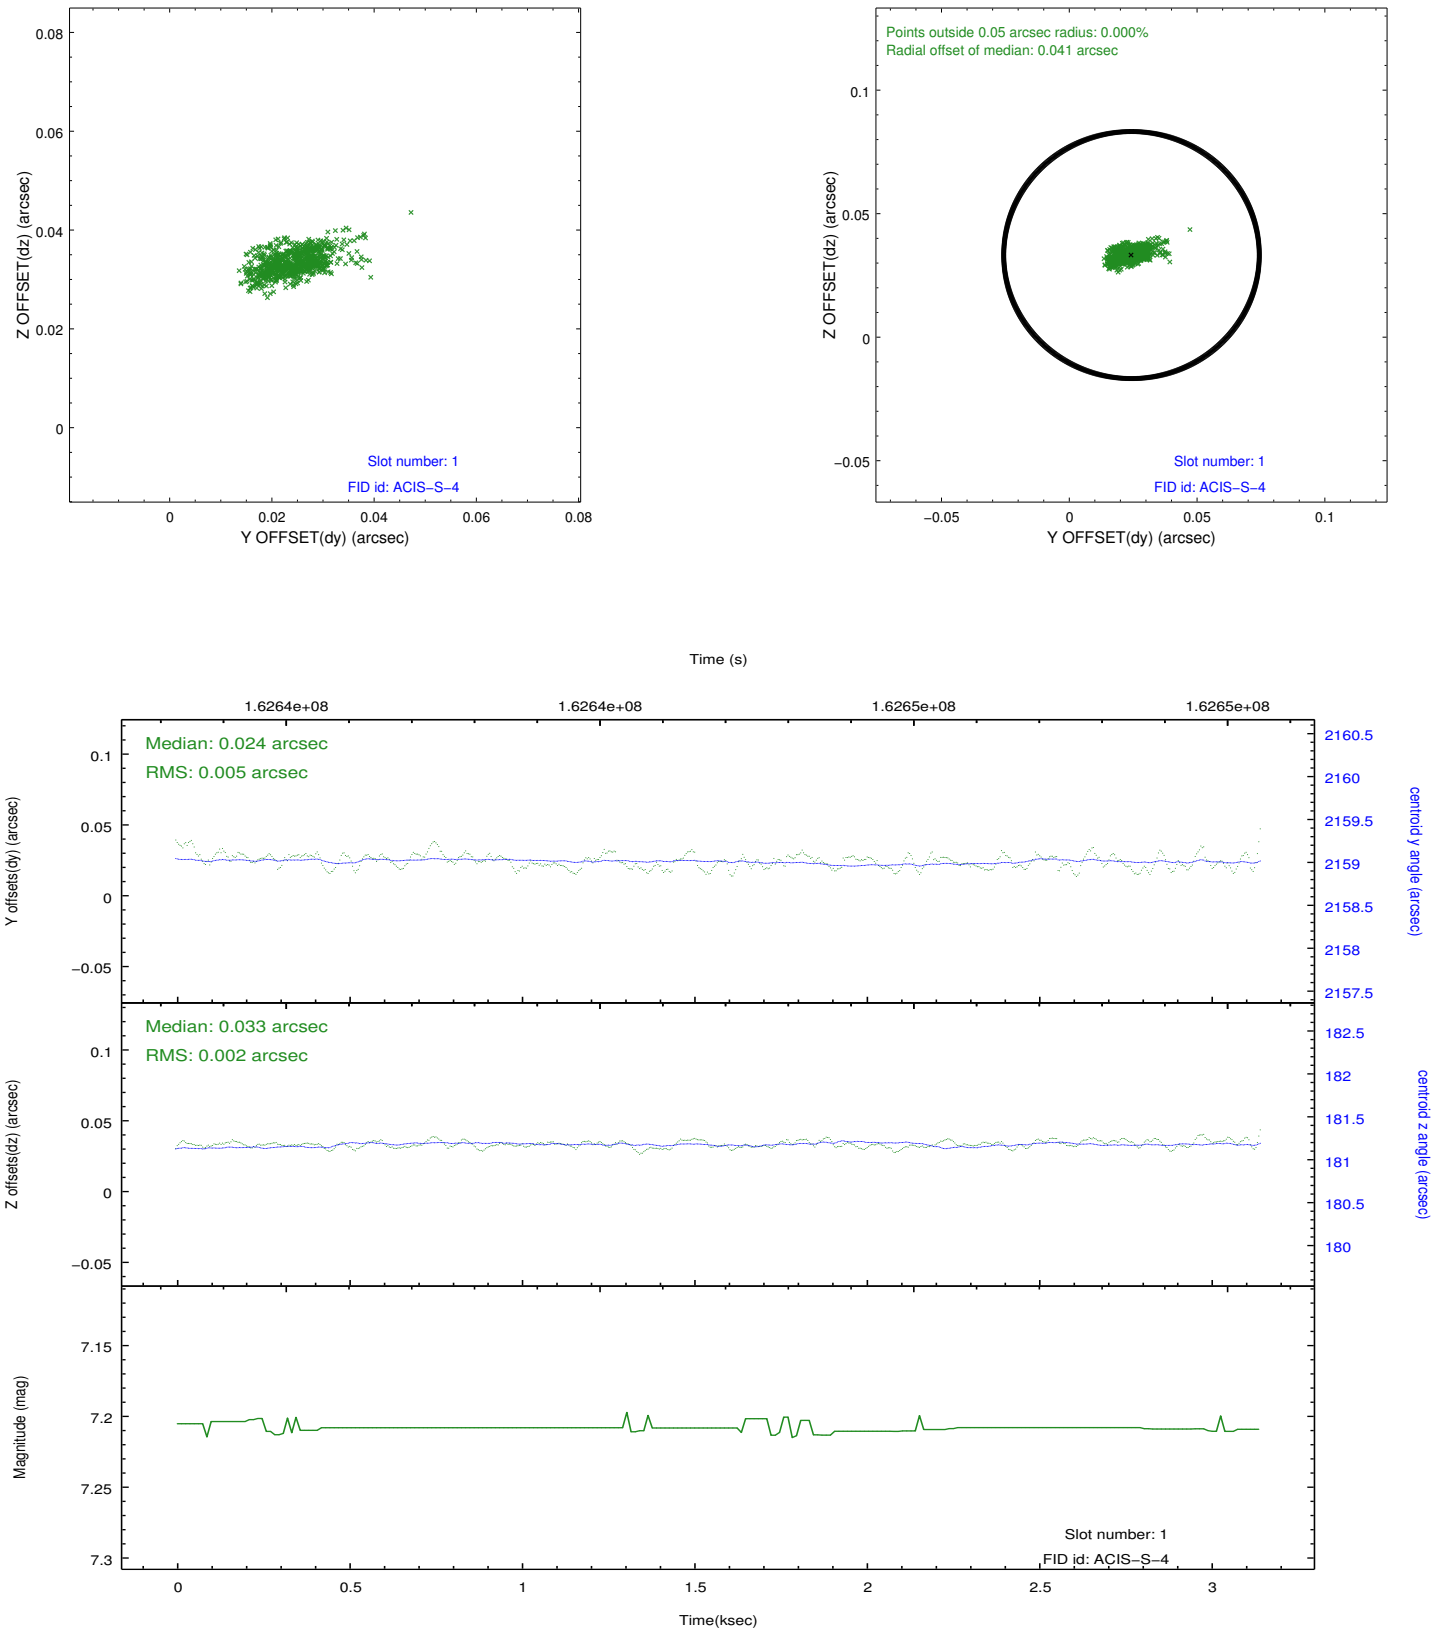 0.08
0.06
0.04
0.02
0
Z OFFSET(dz) (arcsec)
Slot number: 1
FID id: ACIS−S−4
0 0.02 0.04 0.06 0.08
Y OFFSET(dy) (arcsec)
Points outside 0.05 arcsec radius: 0.000%
Radial offset of median: 0.041 arcsec
0.1
0.05
0
−0.05
Z OFFSET(dz) (arcsec)
Slot number: 1
FID id: ACIS−S−4
−0.05 0 0.05 0.1
Y OFFSET(dy) (arcsec)
Time (s)
1.6264e+08 1.6264e+08 1.6265e+08 1.6265e+08
Median: 0.024 arcsec
RMS: 0.005 arcsec
0.1
0.05
0
−0.05
Y offsets(dy) (arcsec)
2160.5
2160
2159.5
2159
2158.5
2158
2157.5
centroid y angle (arcsec)
Median: 0.033 arcsec
RMS: 0.002 arcsec
0.1
0.05
0
−0.05
Z offsets(dz) (arcsec)
182.5
182
181.5
181
180.5
180
centroid z angle (arcsec)
7.15
7.2
7.25
7.3
Magnitude (mag)
Slot number: 1
FID id: ACIS−S−4
0 0.5 1 1.5 2 2.5 3
Time(ksec)